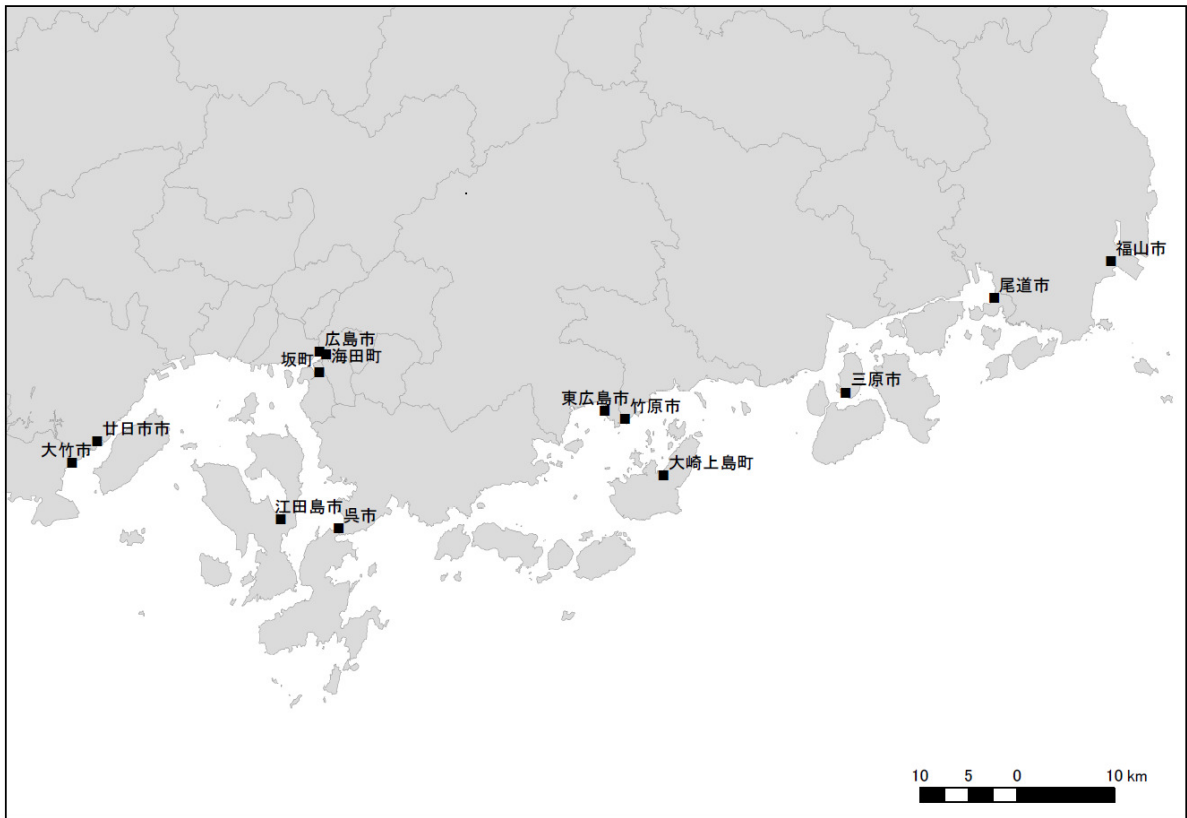 福山市
尾道市
広島市
海田町
坂町
三原市
東広島市
竹原市
廿日市市
大竹市
大崎上島町
江田島市
呉市
10 5 0 10 km